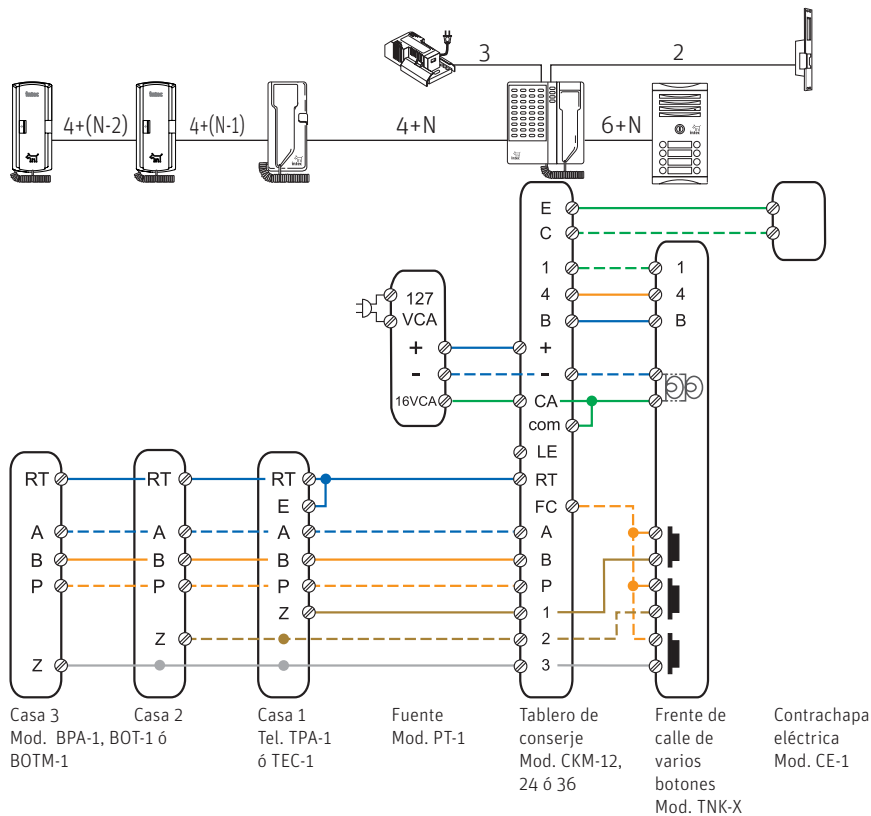 3
2
4+(N-2)
4+(N-1)
4+N
6+N
E
C
1
1
4
4
B
B
127
VCA
+
+
-
-
16VCA
CA
com
LE
RT
RT
RT
RT
E
FC
A
A
A
A
B
B
B
B
P
P
P
P
Z
1
Z
2
Z
3
Casa 3
Mod. BPA-1, BOT-1 ó
BOTM-1
Casa 2
Casa 1
Tel. TPA-1
ó TEC-1
Fuente
Mod. PT-1
Tablero de
conserje
Mod. CKM-12,
24 ó 36
Frente de
calle de
varios
botones
Mod. TNK-X
Contrachapa
eléctrica
Mod. CE-1